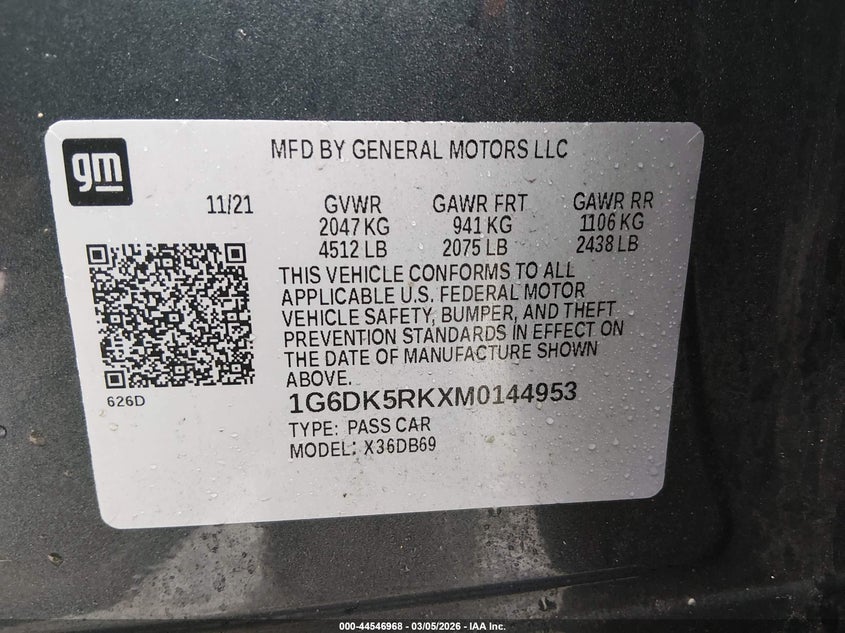 gm
MFD BY GENERAL MOTORS LLC
11/21 GVWR GAWR FRT GAWR RR
2047 KG 941 KG 1106 KG
4512 LB 2075 LB 2438 LB
THIS VEHICLE CONFORMS TO ALL
APPLICABLE U.S. FEDERAL MOTOR
VEHICLE SAFETY, BUMPER, AND THEFT
PREVENTION STANDARDS IN EFFECT ON
THE DATE OF MANUFACTURE SHOWN
ABOVE.
626D
1G6DK5RKXM0144953
TYPE: PASS CAR
MODEL: X36DB69
000-44546968 - 03/05/2026 - IAA Inc.